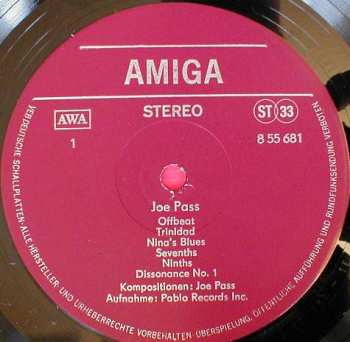 AMIGA
AWA
STEREO
ST 33
1
8 55 681
Joe Pass
Offbeat
Trinidad
Nina's Blues
Sevenths
Ninths
Dissonance No. 1
Kompositionen: Joe Pass
Aufnahme: Pablo Records Inc.
VEB DEUTSCHE SCHALLPLATTEN · ALLE HERSTELLER- UND URHEBERRECHTE VORBEHALTEN · ÜBERSPIELUNG, ÖFFENTLICHE AUFFÜHRUNG UND RUNDFUNKSENDUNG VERBOTEN.